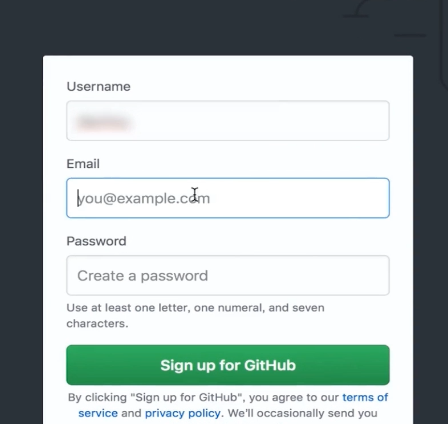 Username
Email
you@example.com
Password
Create a password
Use at least one letter, one numeral, and seven
characters.
Sign up for GitHub
By clicking "Sign up for GitHub", you agree to our terms of
service and privacy policy. We'll occasionally send you